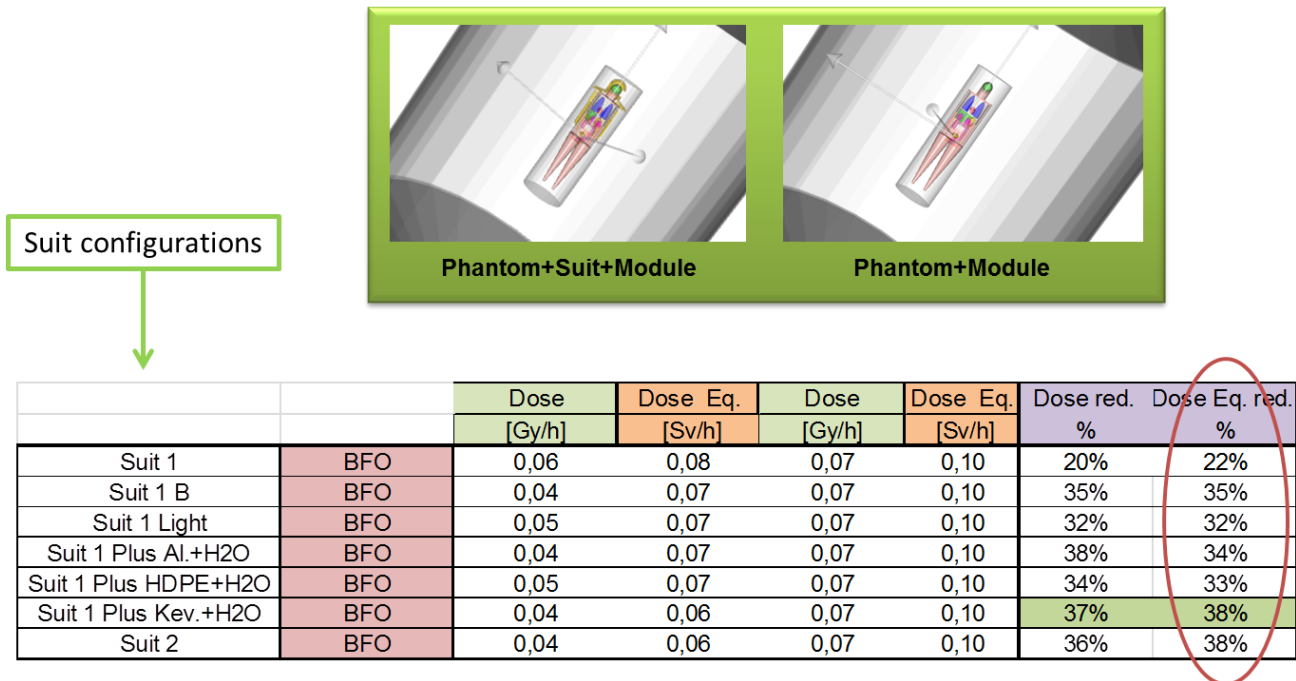 Phantom+Suit+Module Phantom+Module
Suit configurations
Dose Dose Eq. Dose Dose Eq. Dose red. Dose Eq. red.
[Gy/h] [Sv/h] [Gy/h] [Sv/h] % %
Suit 1 BFO 0,06 0,08 0,07 0,10 20% 22%
Suit 1 B BFO 0,04 0,07 0,07 0,10 35% 35%
Suit 1 Light BFO 0,05 0,07 0,07 0,10 32% 32%
Suit 1 Plus Al.+H2O BFO 0,04 0,07 0,07 0,10 38% 34%
Suit 1 Plus HDPE+H2O BFO 0,05 0,07 0,07 0,10 34% 33%
Suit 1 Plus Kev.+H2O BFO 0,04 0,06 0,07 0,10 37% 38%
Suit 2 BFO 0,04 0,06 0,07 0,10 36% 38%